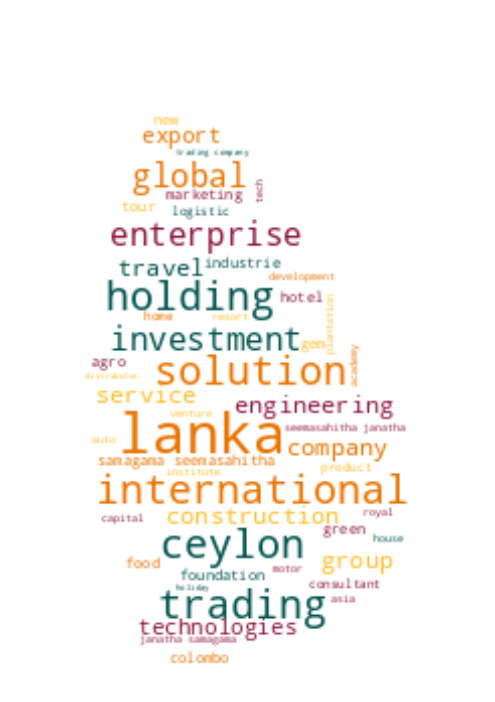 new
export
trading company
global
tech
marketing
tour
logistic
enterprise
travel
industrie
development
holding
hotel
home
resort
plantation
investment
gem
agro
solution
academy
distributor
service
engineering
venture
lanka
seemasahitha janatha
auto
company
samagama seemasahitha
product
institute
international
capital
construction
royal
green
ceylon
house
food
group
foundation
motor
holiday
consultant
trading
asia
technologies
janatha samagama
colombo